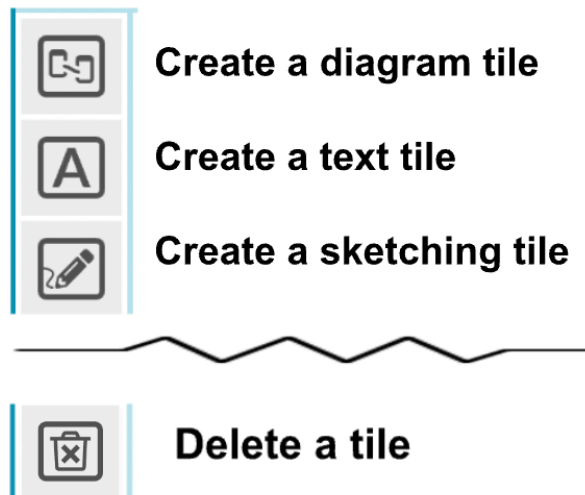 Create a diagram tile
A
Create a text tile
Create a sketching tile
Delete a tile